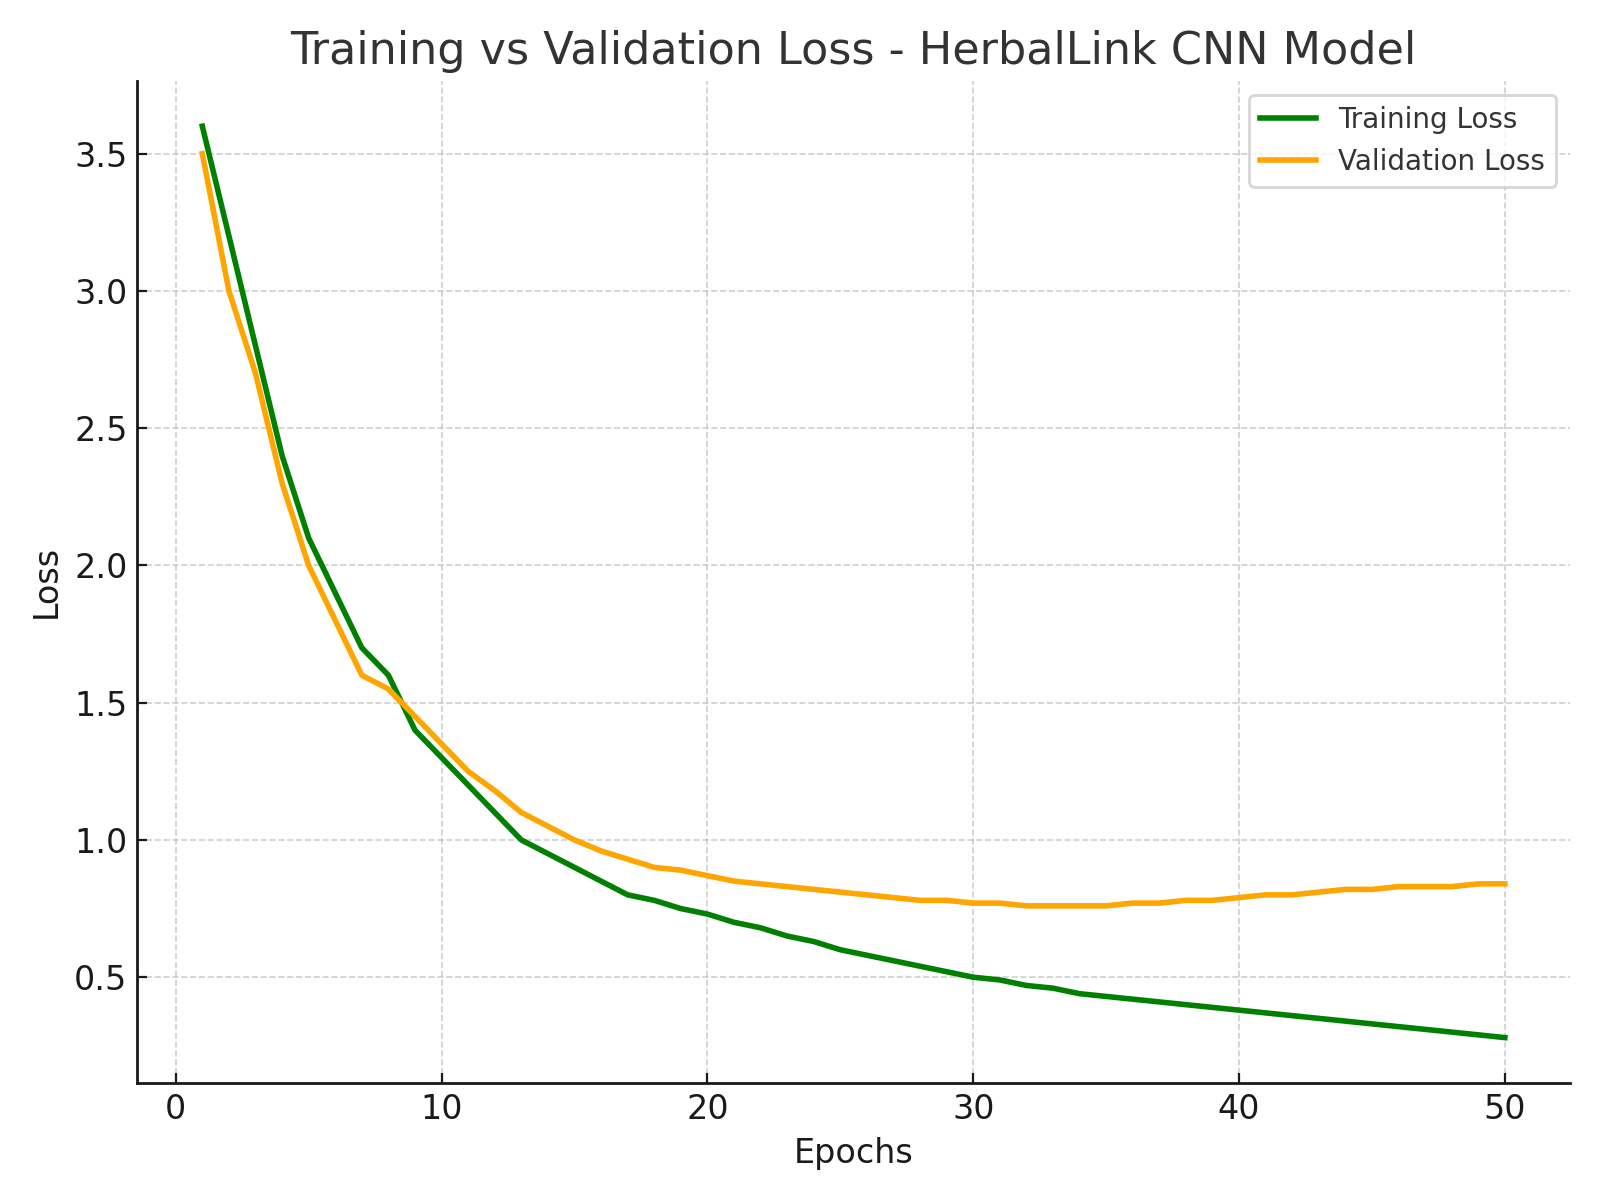 Training vs Validation Loss - HerbalLink CNN Model
Training Loss
Validation Loss
3.5
3.0
2.5
2.0
1.5
1.0
0.5
Loss
0 10 20 30 40 50
Epochs